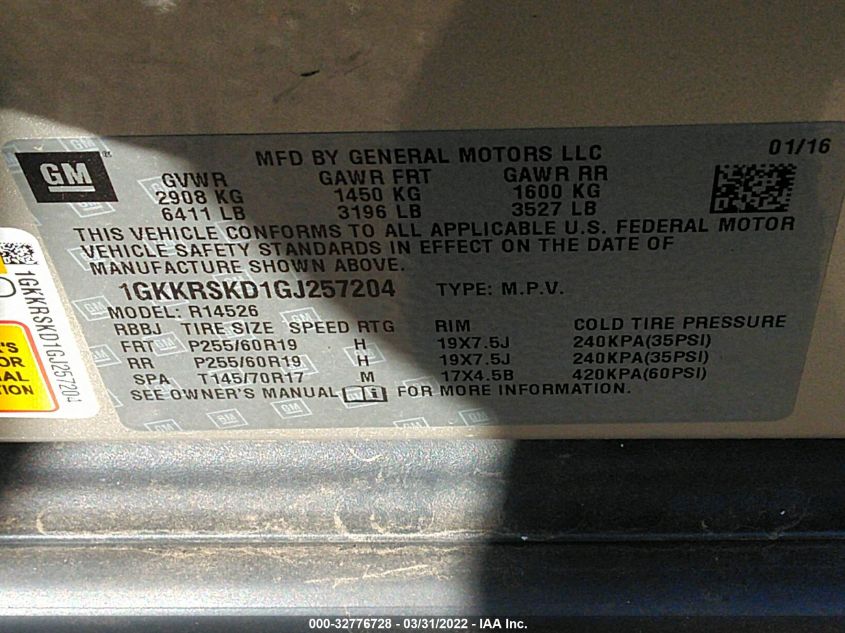 GM
MFD BY GENERAL MOTORS LLC 01/16
GVWR GAWR FRT GAWR RR
2908 KG 1450 KG 1600 KG
6411 LB 3196 LB 3527 LB
THIS VEHICLE CONFORMS TO ALL APPLICABLE U.S. FEDERAL MOTOR
VEHICLE SAFETY STANDARDS IN EFFECT ON THE DATE OF
MANUFACTURE SHOWN ABOVE.
1GKKRSKD1GJ257204 TYPE: M.P.V.
MODEL: R14526
RBBJ TIRE SIZE SPEED RTG RIM COLD TIRE PRESSURE
FRT P255/60R19 H 19X7.5J 240KPA(35PSI)
RR P255/60R19 H 19X7.5J 240KPA(35PSI)
SPA T145/70R17 M 17X4.5B 420KPA(60PSI)
SEE OWNER'S MANUAL i FOR MORE INFORMATION.
1GKKRSKD1GJ257204
000-32776728 - 03/31/2022 - IAA Inc.